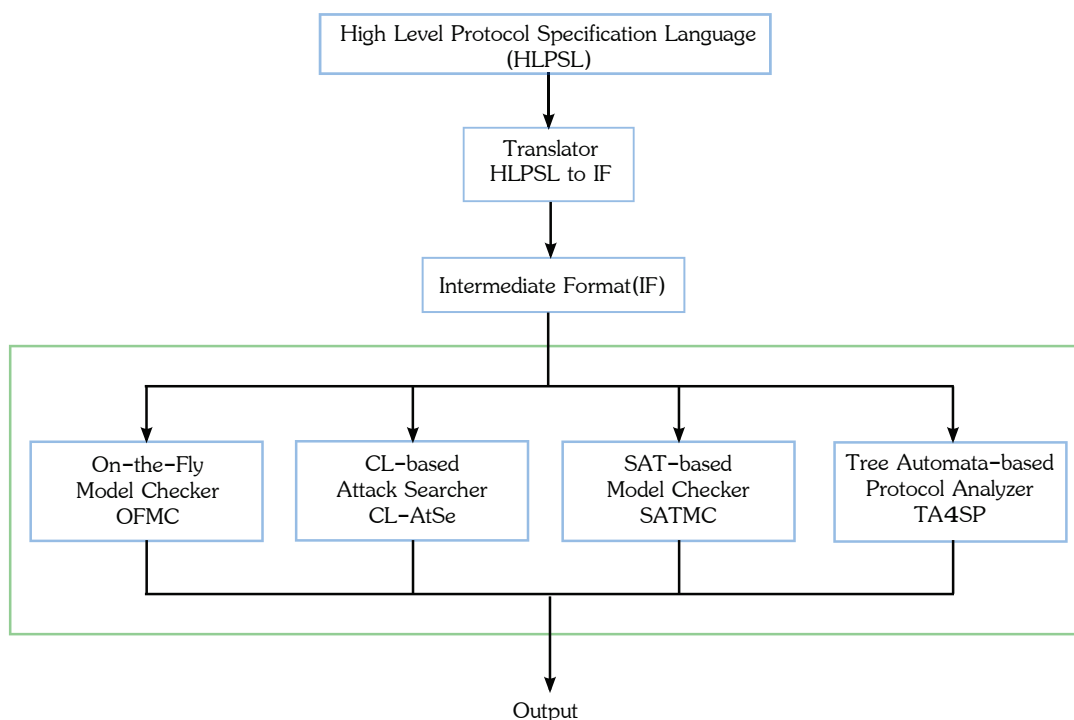 High Level Protocol Specification Language
(HLPSL)
Translator
HLPSL to IF
Intermediate Format(IF)
On-the-Fly
Model Checker
OFMC
CL-based
Attack Searcher
CL-AtSe
SAT-based
Model Checker
SATMC
Tree Automata-based
Protocol Analyzer
TA4SP
Output